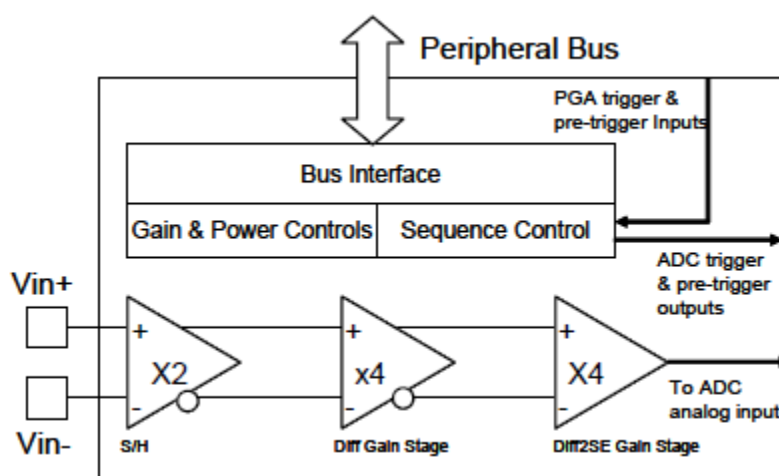 Peripheral Bus
PGA trigger &
pre-trigger Inputs
Bus Interface
Gain & Power Controls
Sequence Control
ADC trigger
& pre-trigger
outputs
Vin+
+
X2
-
S/H
+
x4
-
Diff Gain Stage
+
X4
-
Diff2SE Gain Stage
To ADC
analog input
Vin-